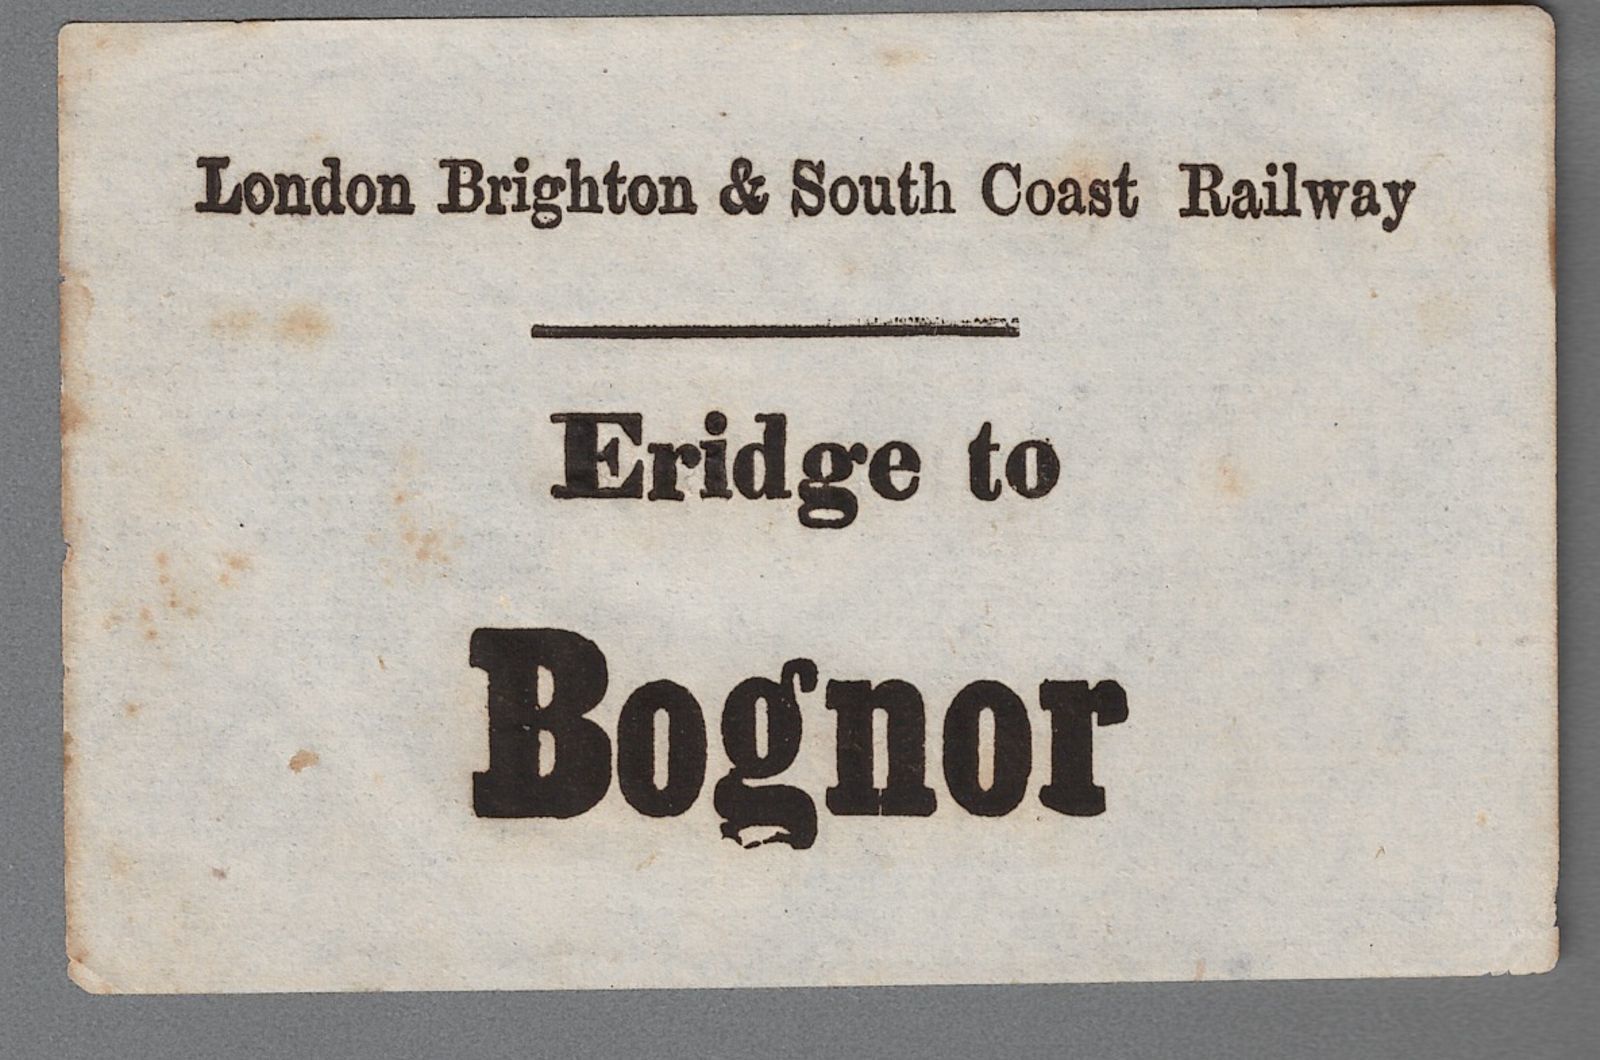 London Brighton & South Coast Railway
Eridge to
Bognor